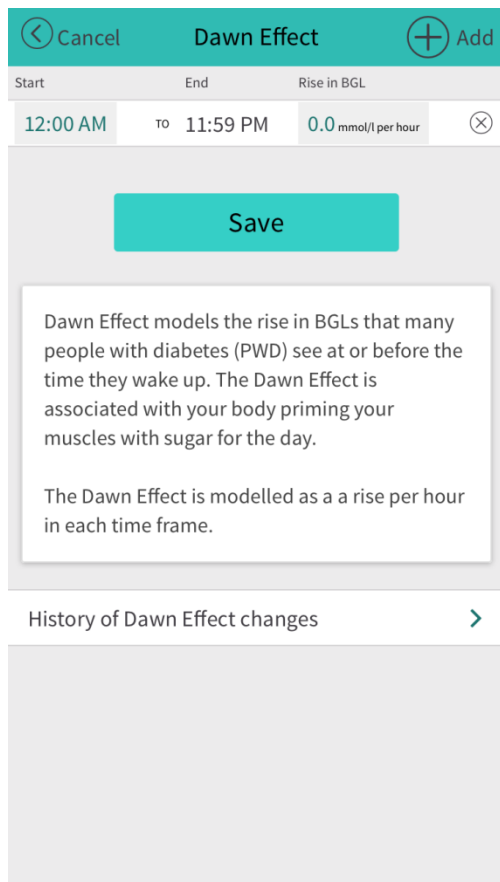 Cancel Dawn Effect Add
Start End Rise in BGL
12:00 AM TO 11:59 PM 0.0 mmol/l per hour
Save
Dawn Effect models the rise in BGLs that many
people with diabetes (PWD) see at or before the
time they wake up. The Dawn Effect is
associated with your body priming your
muscles with sugar for the day.
The Dawn Effect is modelled as a a rise per hour
in each time frame.
History of Dawn Effect changes